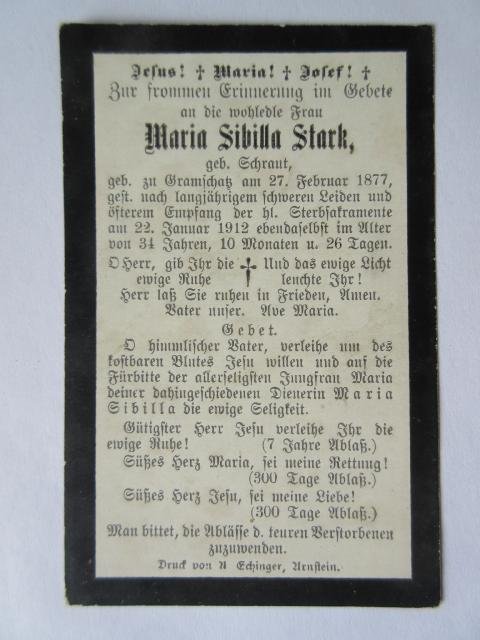 Jesus! ✝ Maria! ✝ Josef! ✝
Zur frommen Erinnerung im Gebete
an die wohledle Frau
Maria Sibilla Stark,
geb. Schraut,
geb. zu Gramschatz am 27. Februar 1877,
gest. nach langjährigem schweren Leiden und
öfterem Empfang der hl. Sterbsakramente
am 22. Januar 1912 ebendaselbst im Alter
von 34 Jahren, 10 Monaten u. 26 Tagen.
O Herr, gib Ihr die ✝ Und das ewige Licht
ewige Ruhe leuchte Ihr!
Herr laß Sie ruhen in Frieden, Amen.
Vater unser. Ave Maria.
Gebet.
O himmlischer Vater, verleihe um des
kostbaren Blutes Jesu willen und auf die
Fürbitte der allerseligsten Jungfrau Maria
deiner dahingeschiedenen Dienerin Maria
Sibilla die ewige Seligkeit.
Gütigster Herr Jesu verleihe Ihr die
ewige Ruhe! (7 Jahre Ablaß.)
Süßes Herz Maria, sei meine Rettung!
(300 Tage Ablaß.)
Süßes Herz Jesu, sei meine Liebe!
(300 Tage Ablaß.)
Man bittet, die Ablässe d. teuren Verstorbenen
zuzuwenden.
Druck von A Echinger, Arnstein.